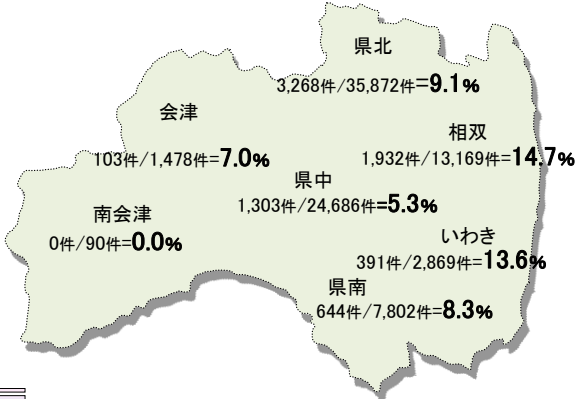 県北
3,268件/35,872件=9.1%
会津
103件/1,478件=7.0%
相双
1,932件/13,169件=14.7%
県中
1,303件/24,686件=5.3%
南会津
0件/90件=0.0%
いわき
391件/2,869件=13.6%
県南
644件/7,802件=8.3%